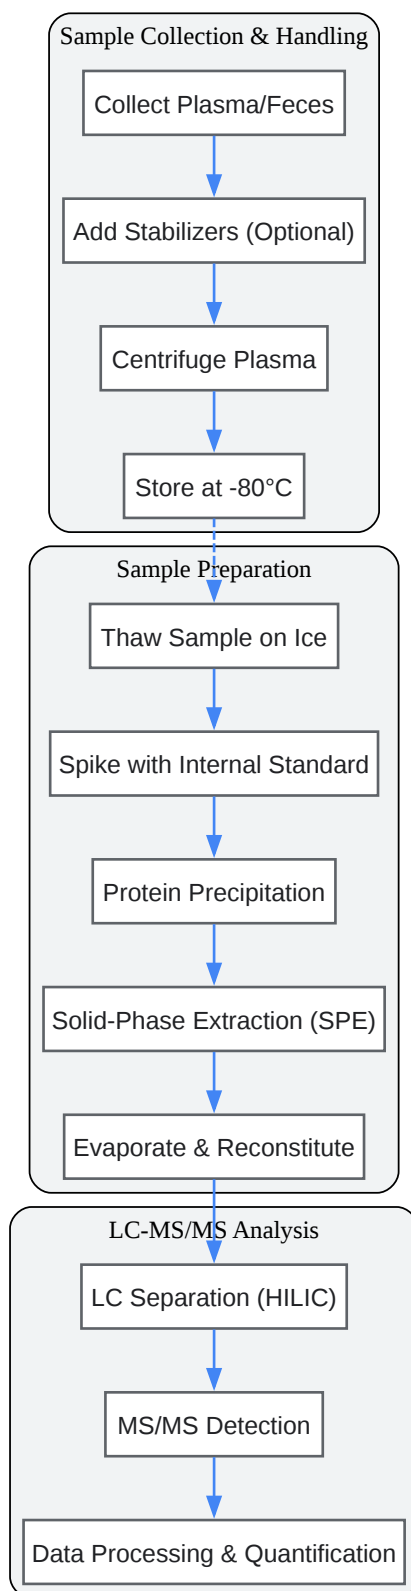 Sample Collection & Handling
Collect Plasma/Feces
Add Stabilizers (Optional)
Centrifuge Plasma
Store at -80°C
Sample Preparation
Thaw Sample on Ice
Spike with Internal Standard
Protein Precipitation
Solid-Phase Extraction (SPE)
Evaporate & Reconstitute
LC-MS/MS Analysis
LC Separation (HILIC)
MS/MS Detection
Data Processing & Quantification